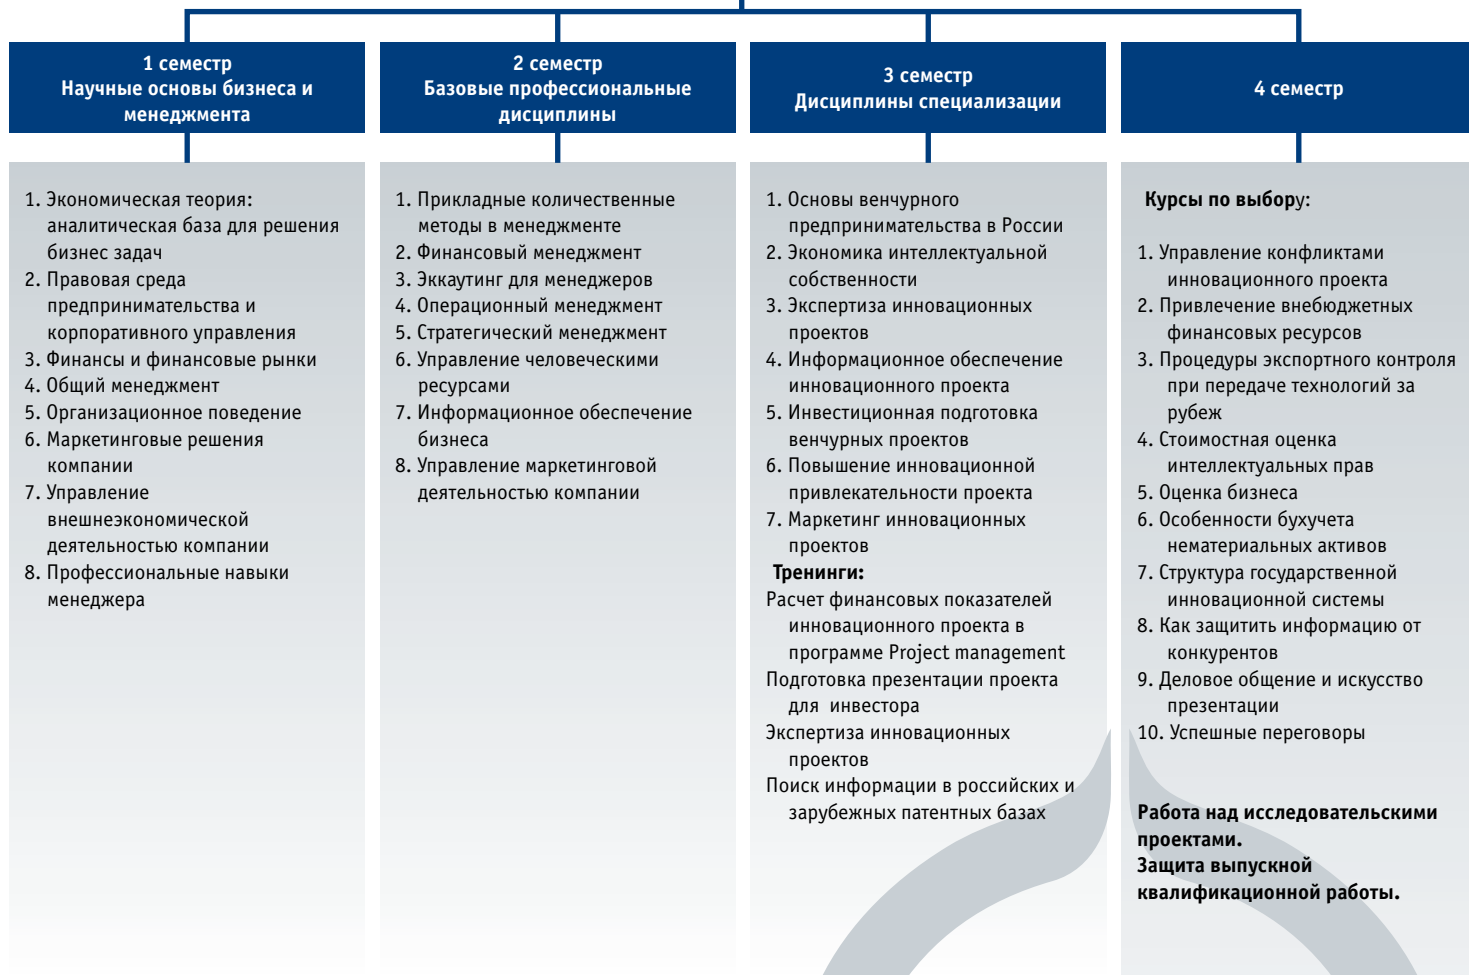 1 семестр
Научные основы бизнеса и
менеджмента
2 семестр
Базовые профессиональные
дисциплины
3 семестр
Дисциплины специализации
4 семестр
1. Экономическая теория:
аналитическая база для решения
бизнес задач
2. Правовая среда
предпринимательства и
корпоративного управления
3. Финансы и финансовые рынки
4. Общий менеджмент
5. Организационное поведение
6. Маркетинговые решения
компании
7. Управление
внешнеэкономической
деятельностью компании
8. Профессиональные навыки
менеджера
1. Прикладные количественные
методы в менеджменте
2. Финансовый менеджмент
3. Эккаутинг для менеджеров
4. Операционный менеджмент
5. Стратегический менеджмент
6. Управление человеческими
ресурсами
7. Информационное обеспечение
бизнеса
8. Управление маркетинговой
деятельностью компании
1. Основы венчурного
предпринимательства в России
2. Экономика интеллектуальной
собственности
3. Экспертиза инновационных
проектов
4. Информационное обеспечение
инновационного проекта
5. Инвестиционная подготовка
венчурных проектов
6. Повышение инновационной
привлекательности проекта
7. Маркетинг инновационных
проектов
Тренинги:
Расчет финансовых показателей
инновационного проекта в
программе Project management
Подготовка презентации проекта
для инвестора
Экспертиза инновационных
проектов
Поиск информации в российских и
зарубежных патентных базах
Курсы по выбору:
1. Управление конфликтами
инновационного проекта
2. Привлечение внебюджетных
финансовых ресурсов
3. Процедуры экспортного контроля
при передаче технологий за
рубеж
4. Стоимостная оценка
интеллектуальных прав
5. Оценка бизнеса
6. Особенности бухучета
нематериальных активов
7. Структура государственной
инновационной системы
8. Как защитить информацию от
конкурентов
9. Деловое общение и искусство
презентации
10. Успешные переговоры
Работа над исследовательскими
проектами.
Защита выпускной
квалификационной работы.